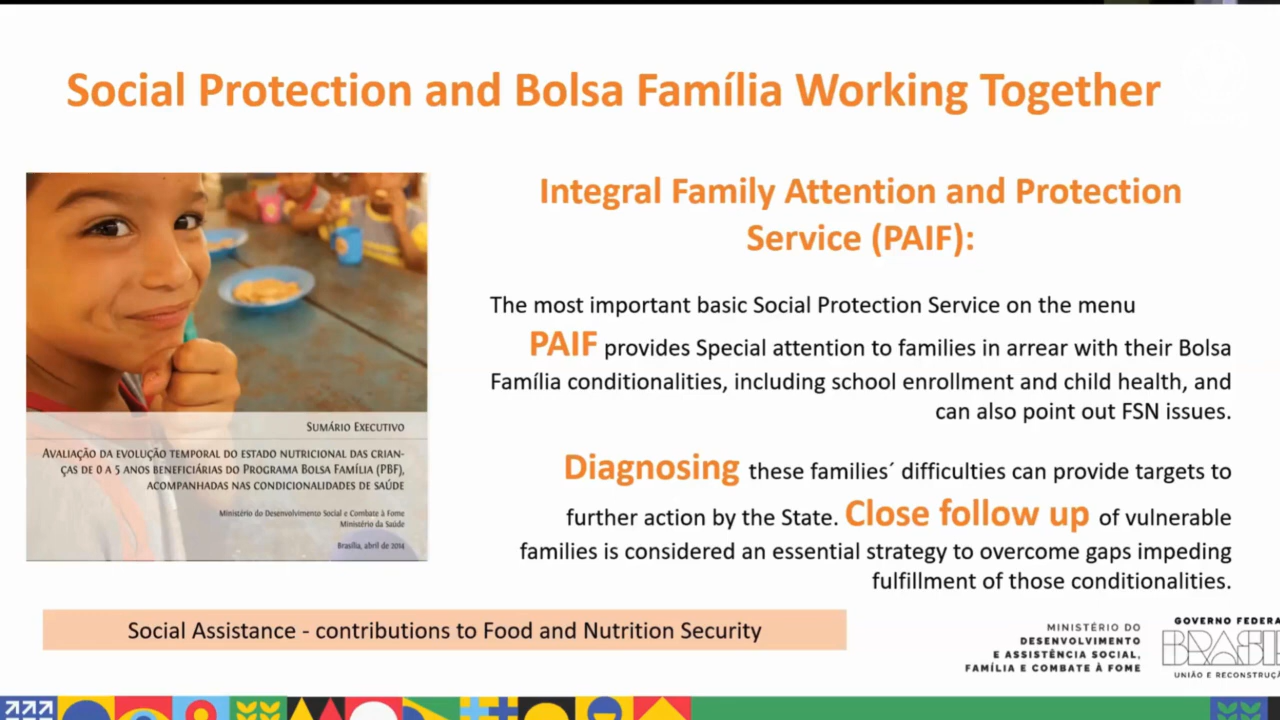 Social Protection and Bolsa Família Working Together
Integral Family Attention and Protection
Service (PAIF):
The most important basic Social Protection Service on the menu
PAIF provides Special attention to families in arrear with their Bolsa
Família conditionalities, including school enrollment and child health, and
can also point out FSN issues.
Diagnosing these families´ difficulties can provide targets to
further action by the State. Close follow up of vulnerable
families is considered an essential strategy to overcome gaps impeding
fulfillment of those conditionalities.
SUMÁRIO EXECUTIVO
AVALIAÇÃO DA EVOLUÇÃO TEMPORAL DO ESTADO NUTRICIONAL DAS CRIAN-
ÇAS DE 0 A 5 ANOS BENEFICIÁRIAS DO PROGRAMA BOLSA FAMÍLIA (PBF),
ACOMPANHADAS NAS CONDICIONALIDADES DE SAÚDE
Ministério do Desenvolvimento Social e Combate à Fome
Ministério da Saúde
Brasília, abril de 2014
Social Assistance - contributions to Food and Nutrition Security
MINISTÉRIO DO
DESENVOLVIMENTO
E ASSISTÊNCIA SOCIAL,
FAMÍLIA E COMBATE À FOME
GOVERNO FEDERA
BRASI
UNIÃO E RECONSTRUÇÃ